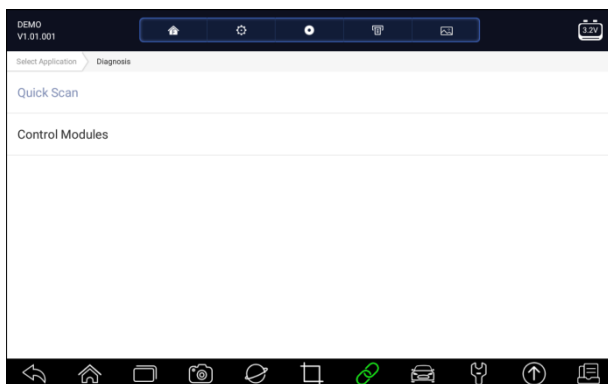 DEMO
V1.01.001
3.2V
Select Application
Diagnosis
Quick Scan
Control Modules